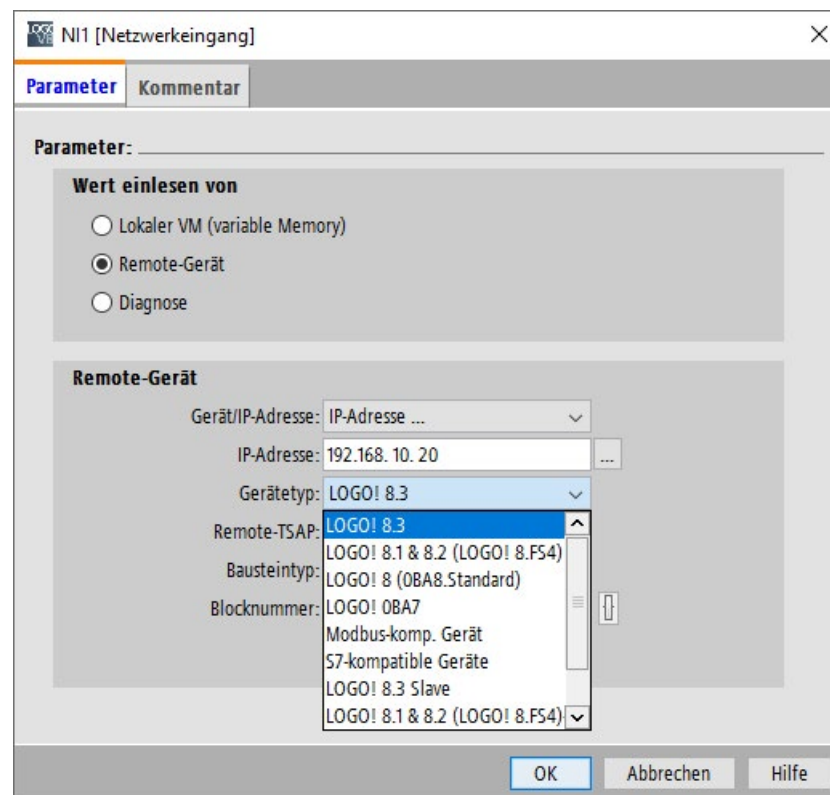 NI1 [Netzwerkeingang]
Parameter Kommentar
Parameter:
Wert einlesen von
Lokaler VM (variable Memory)
Remote-Gerät
Diagnose
Remote-Gerät
Gerät/IP-Adresse: IP-Adresse ...
IP-Adresse: 192.168. 10. 20 ...
Gerätetyp: LOGO! 8.3
Remote-TSAP: LOGO! 8.3
LOGO! 8.1 & 8.2 (LOGO! 8.FS4)
Bausteintyp: LOGO! 8 (0BA8.Standard)
Blocknummer: LOGO! 0BA7
Modbus-komp. Gerät
S7-kompatible Geräte
LOGO! 8.3 Slave
LOGO! 8.1 & 8.2 (LOGO! 8.FS4)
OK Abbrechen Hilfe